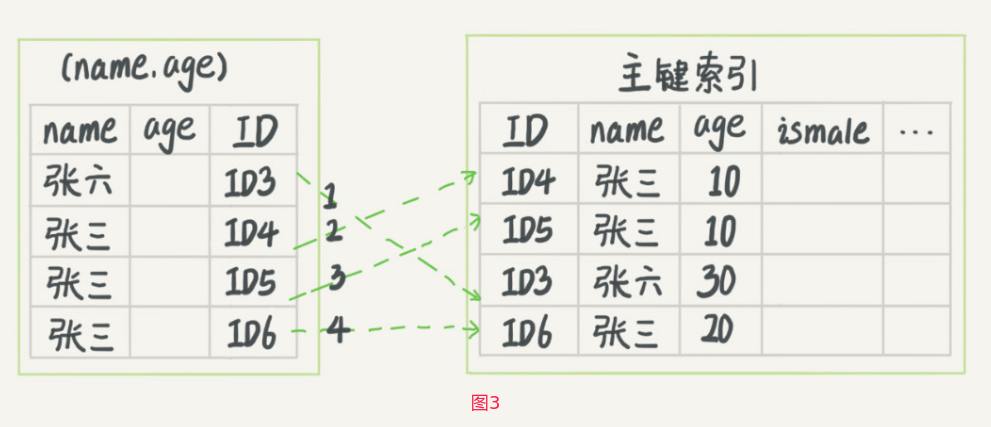 (name.age)
name age ID
张六 ID3
张三 ID4
张三 ID5
张三 ID6
1
2
3
4
主键索引
ID name age ismale ...
ID4 张三 10
ID5 张三 10
ID3 张六 30
ID6 张三 20
图3